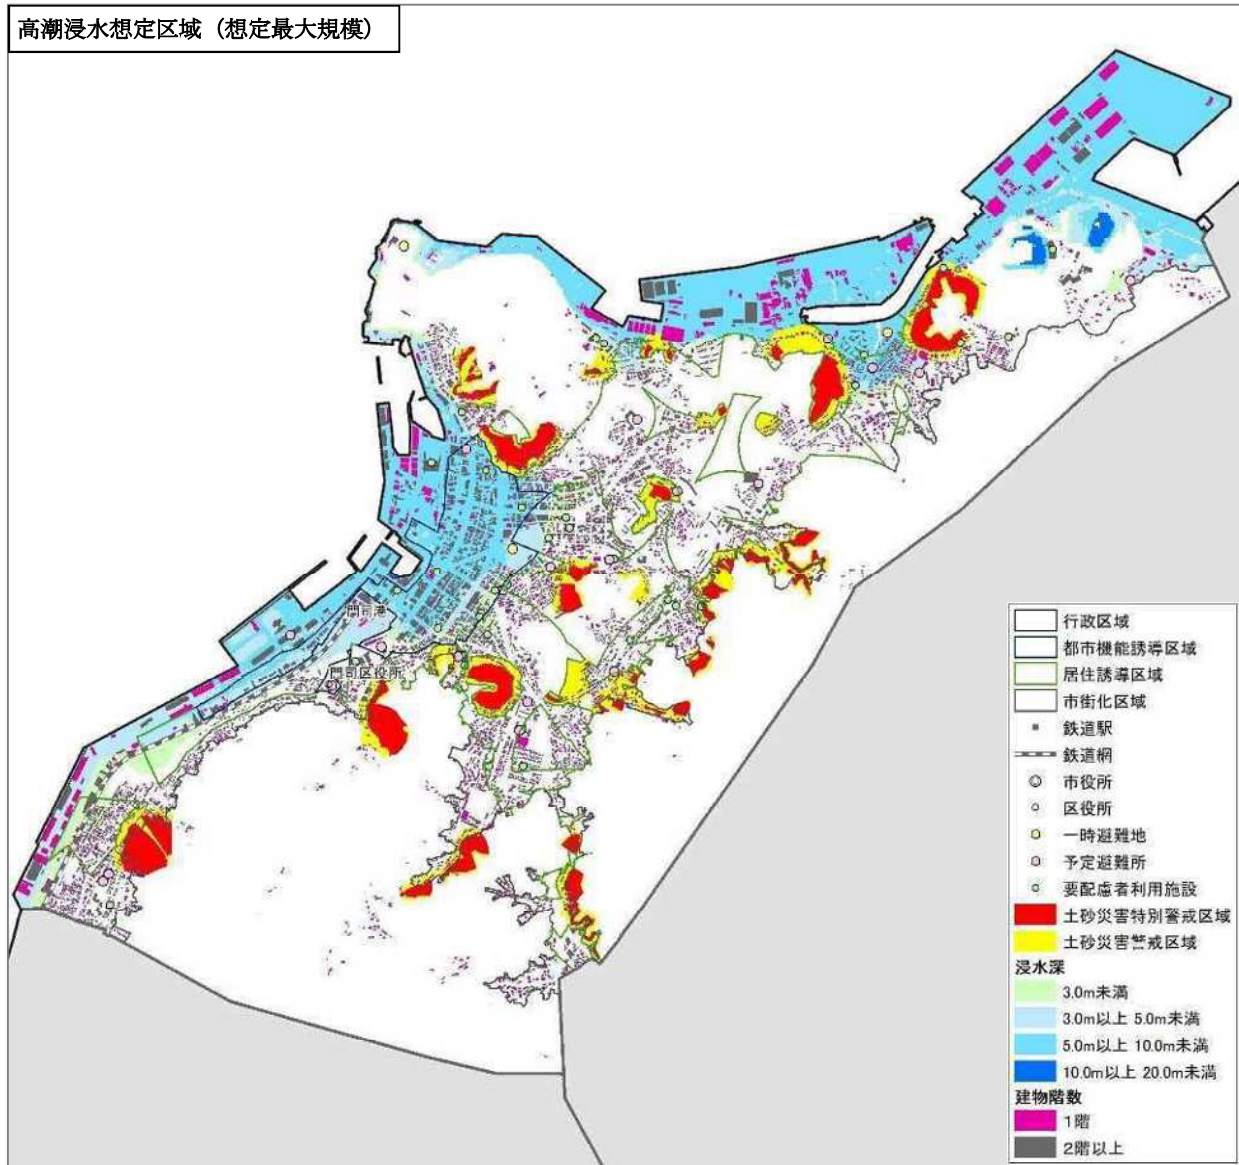 高潮浸水想定区域（想定最大規模）
門司港
門司区役所
行政区域
都市機能誘導区域
居住誘導区域
市街化区域
鉄道駅
鉄道網
市役所
区役所
一時避難地
予定避難所
要配慮者利用施設
土砂災害特別警戒区域
土砂災害警戒区域
浸水深
3.0m未満
3.0m以上 5.0m未満
5.0m以上 10.0m未満
10.0m以上 20.0m未満
建物階数
1階
2階以上